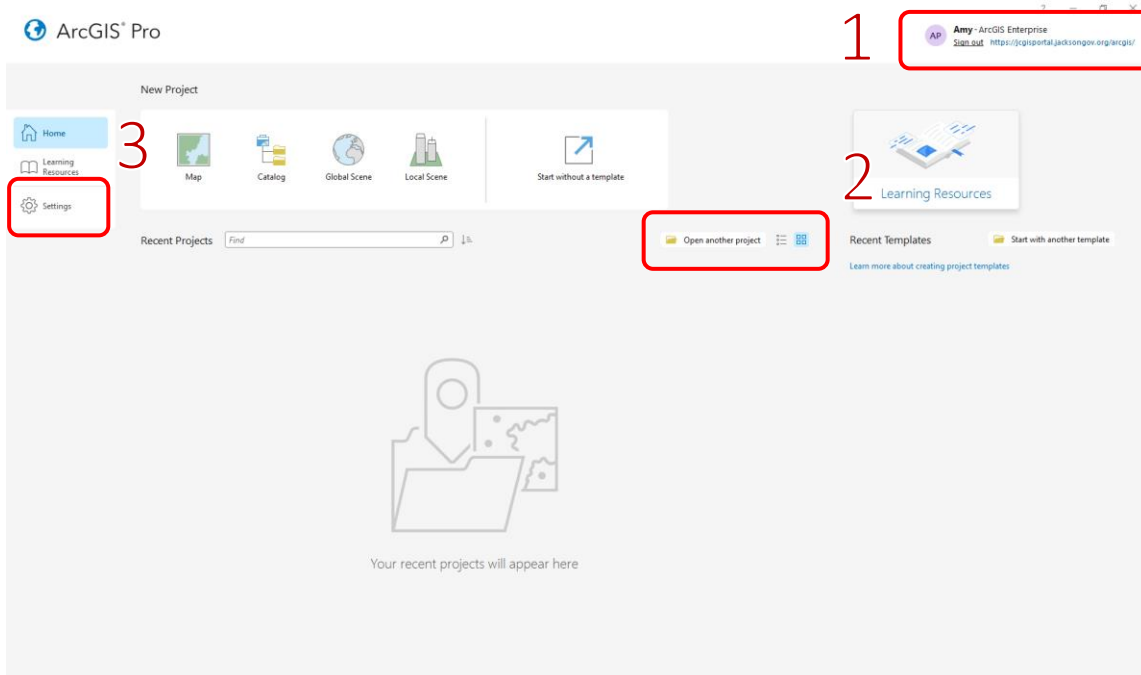 ArcGIS® Pro
1
AP
Amy - ArcGIS Enterprise
Sign out https://jcgisportal.jacksongov.org/arcgis/
New Project
Home
Learning
Resources
Settings
3
Map
Catalog
Global Scene
Local Scene
Start without a template
2
Learning Resources
Recent Projects
Find
Open another project
Recent Templates
Start with another template
Learn more about creating project templates
Your recent projects will appear here